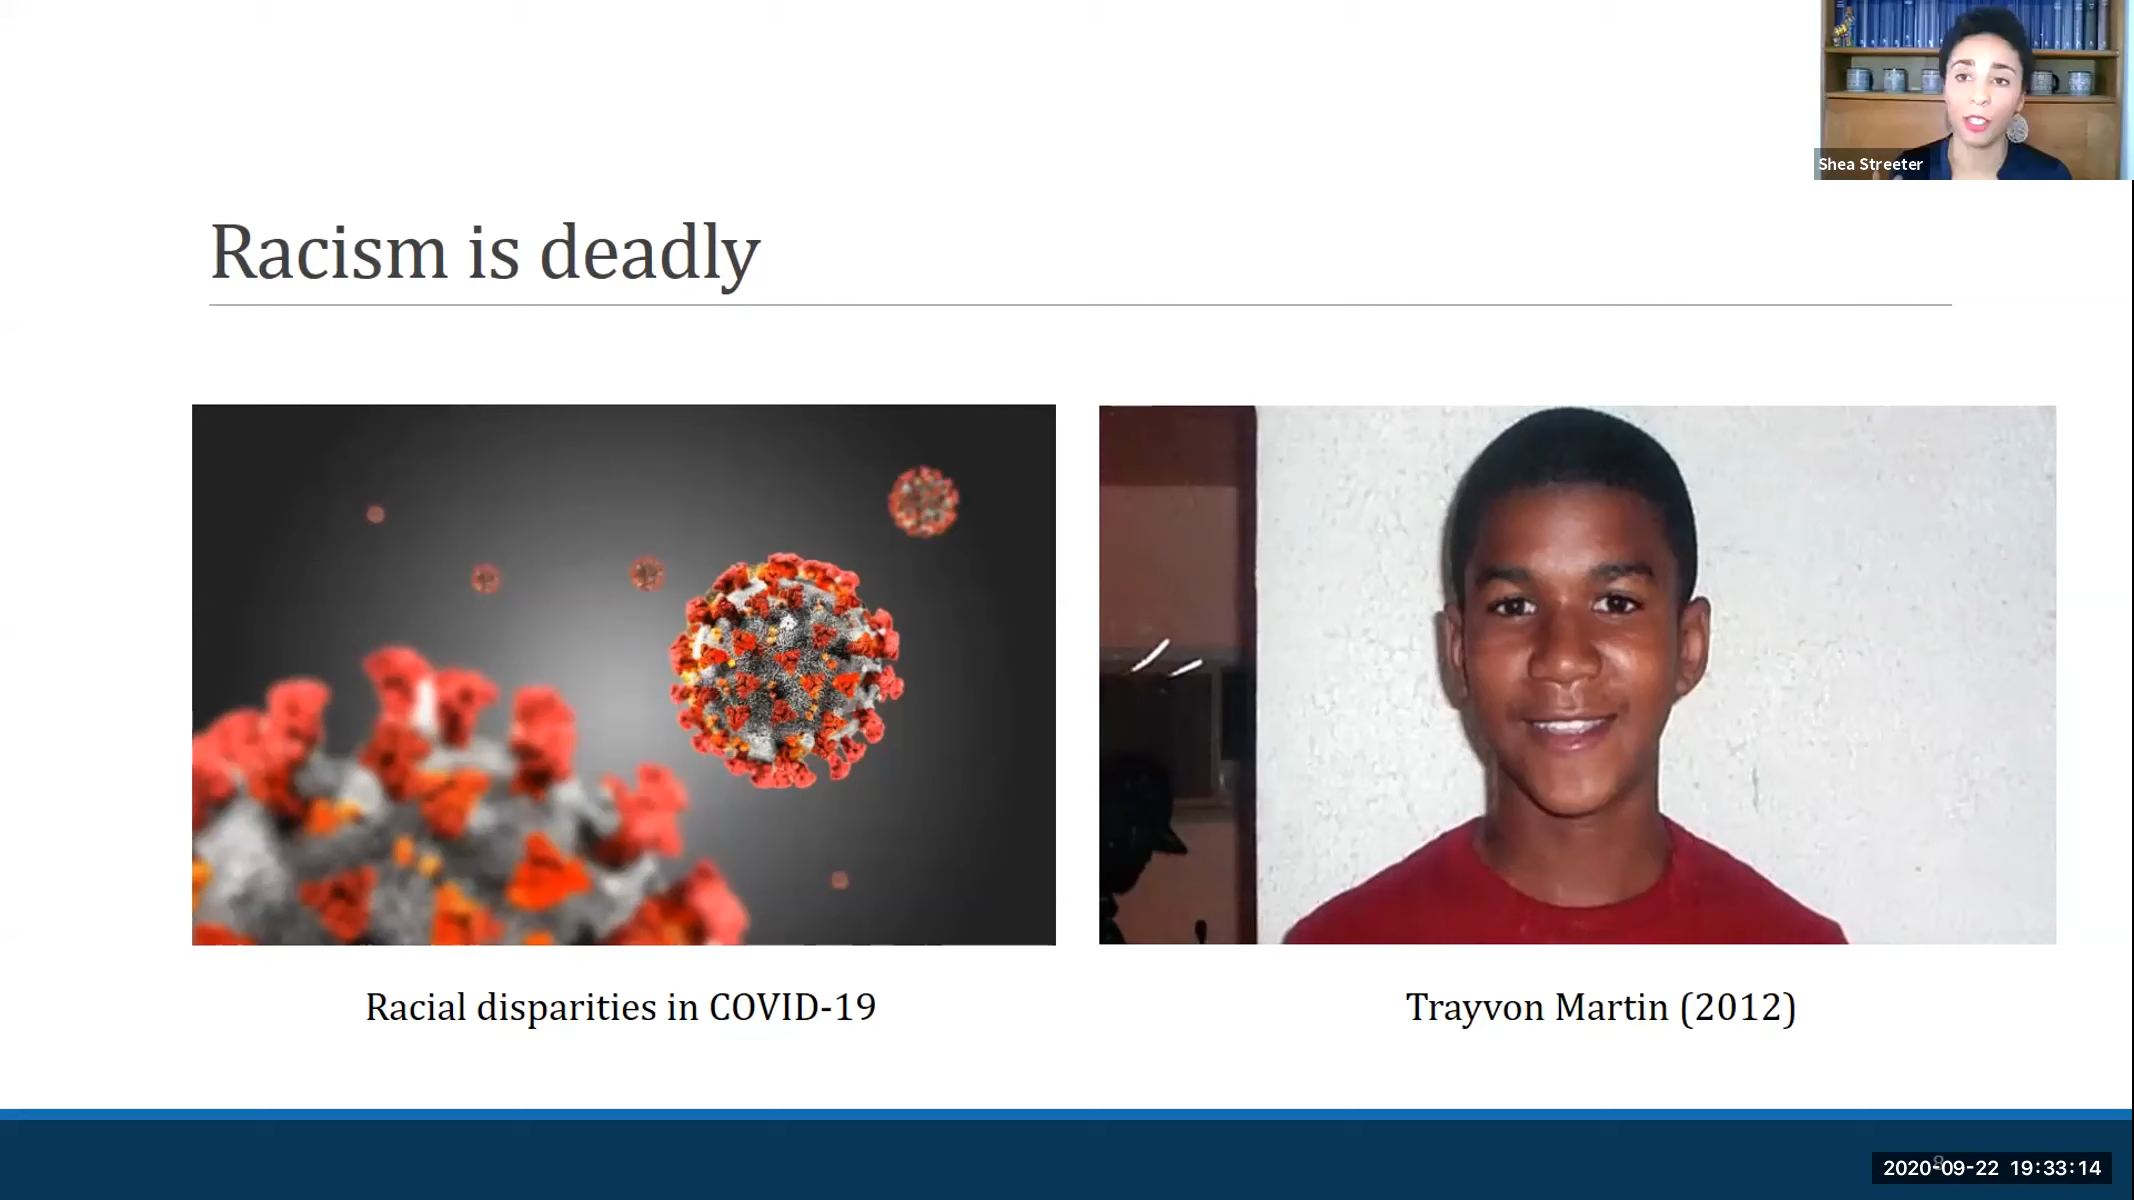 Shea Streeter
Racism is deadly
Racial disparities in COVID-19
Trayvon Martin (2012)
2020-09-22 19:33:14